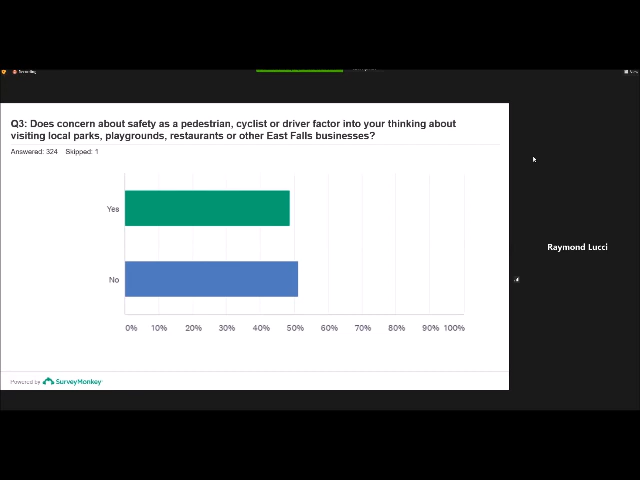 Recording
View
Q3: Does concern about safety as a pedestrian, cyclist or driver factor into your thinking about
visiting local parks, playgrounds, restaurants or other East Falls businesses?
Answered: 324 Skipped: 1
Yes
No
0% 10% 20% 30% 40% 50% 60% 70% 80% 90% 100%
Raymond Lucci
Powered by SurveyMonkey